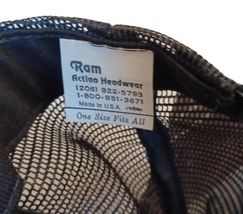 Ram
Action Headwear
(206) 922-5793
1-800-851-3671
Made in U.S.A.
One Size Fits All